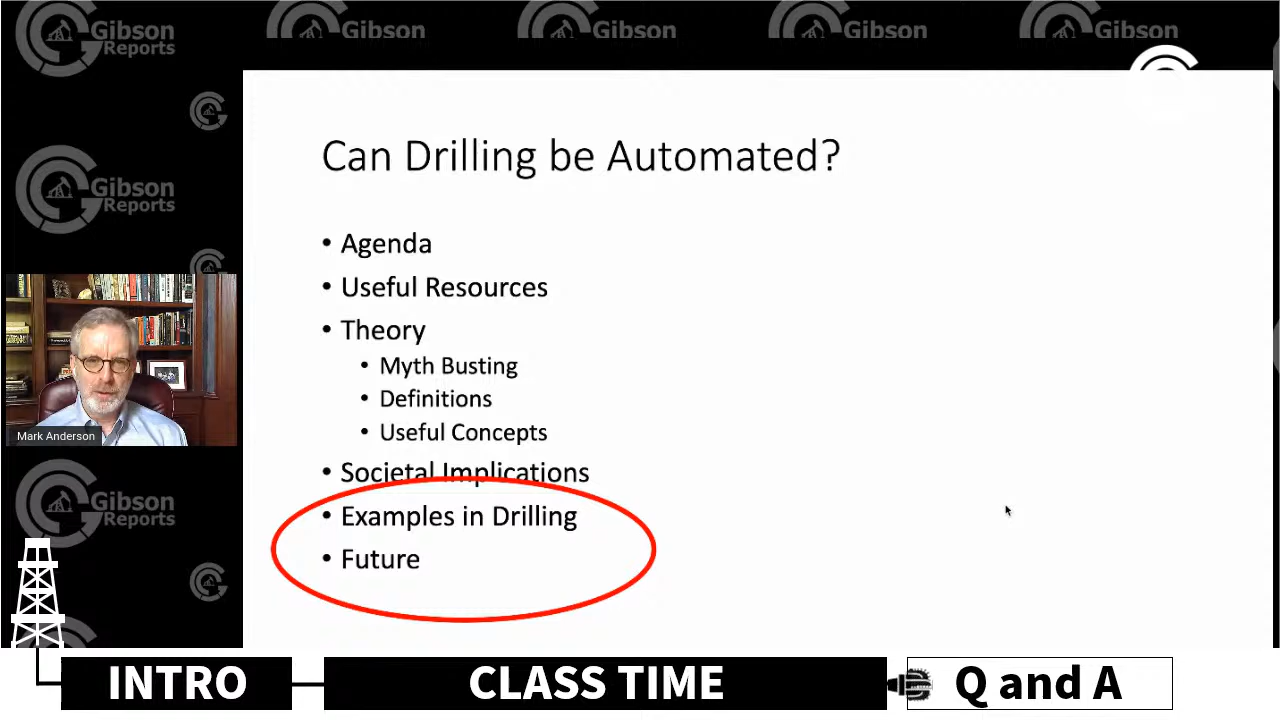 Gibson
Reports
Gibson
Gibson
Gibson
Gibson
Can Drilling be Automated?
• Agenda
• Useful Resources
• Theory
• Myth Busting
• Definitions
• Useful Concepts
• Societal Implications
• Examples in Drilling
• Future
Gibson
Reports
Mark Anderson
Gibson
Reports
INTRO
CLASS TIME
Q and A